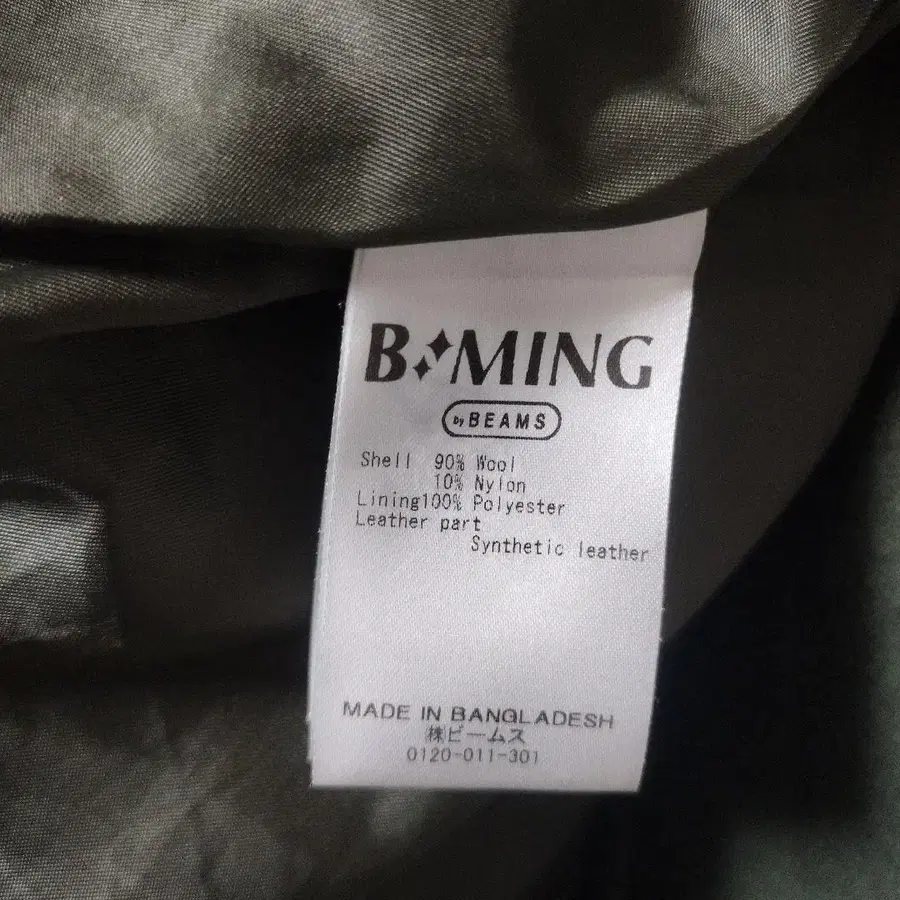 B MING
by BEAMS
Shell 90% Wool
10% Nylon
Lining100% Polyester
Leather part
Synthetic leather
MADE IN BANGLADESH
㈱ビームス
0120-011-301